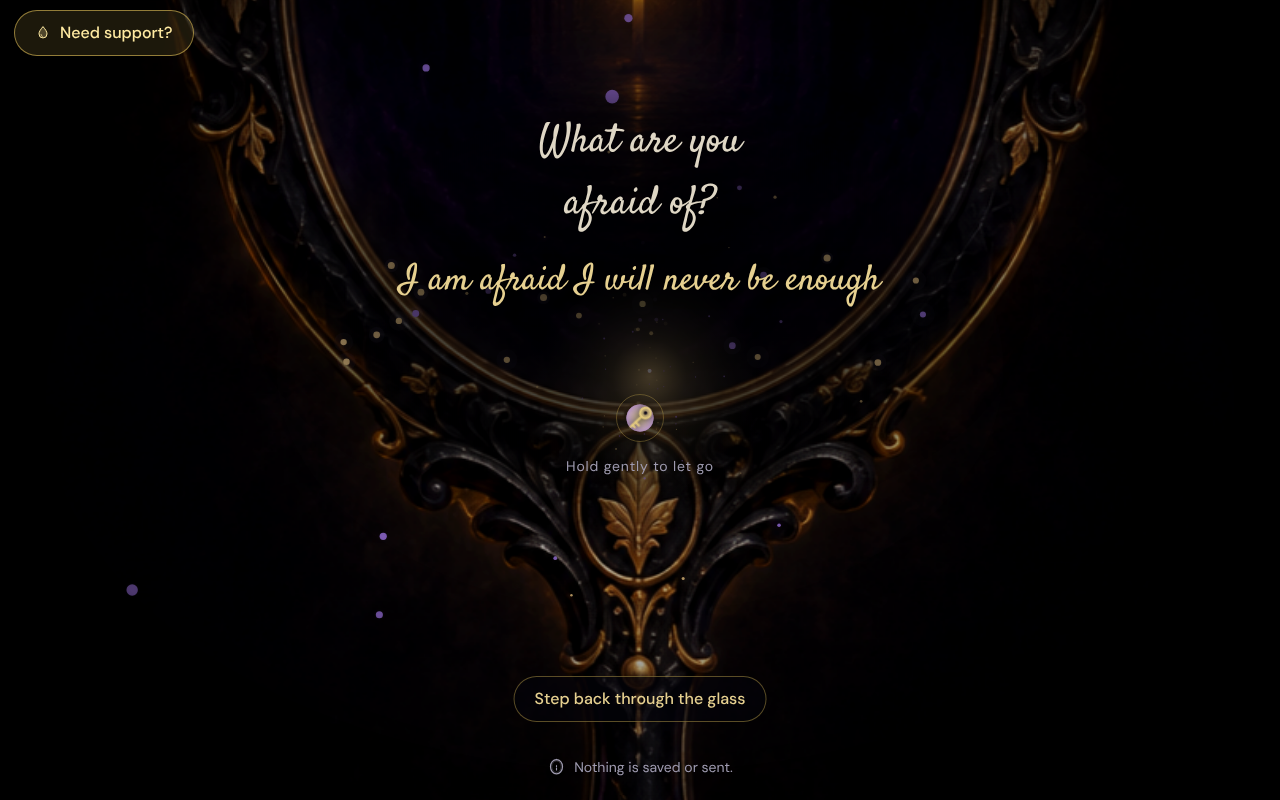 Need support?
What are you
afraid of?
I am afraid I will never be enough
Hold gently to let go
Step back through the glass
Nothing is saved or sent.